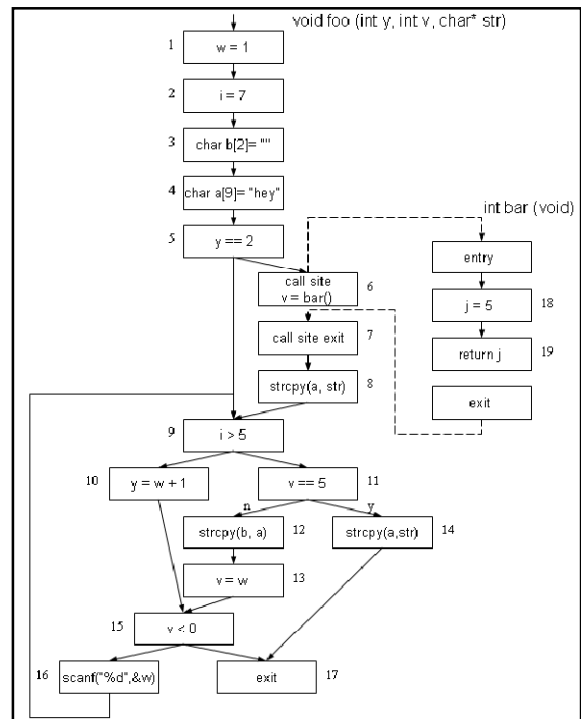 void foo (int y, int v, char* str)
1 w = 1
2 i = 7
3 char b[2]= ""
4 char a[9]= "hey"
5 y == 2
int bar (void)
entry
call site
v = bar()
6
j = 5 18
call site exit 7
return j 19
strcpy(a, str) 8
exit
9 i > 5
10 y = w + 1
v == 5 11
n y
strcpy(b, a) 12
strcpy(a,str) 14
v = w 13
15 v < 0
16 scanf("%d",&w)
exit 17